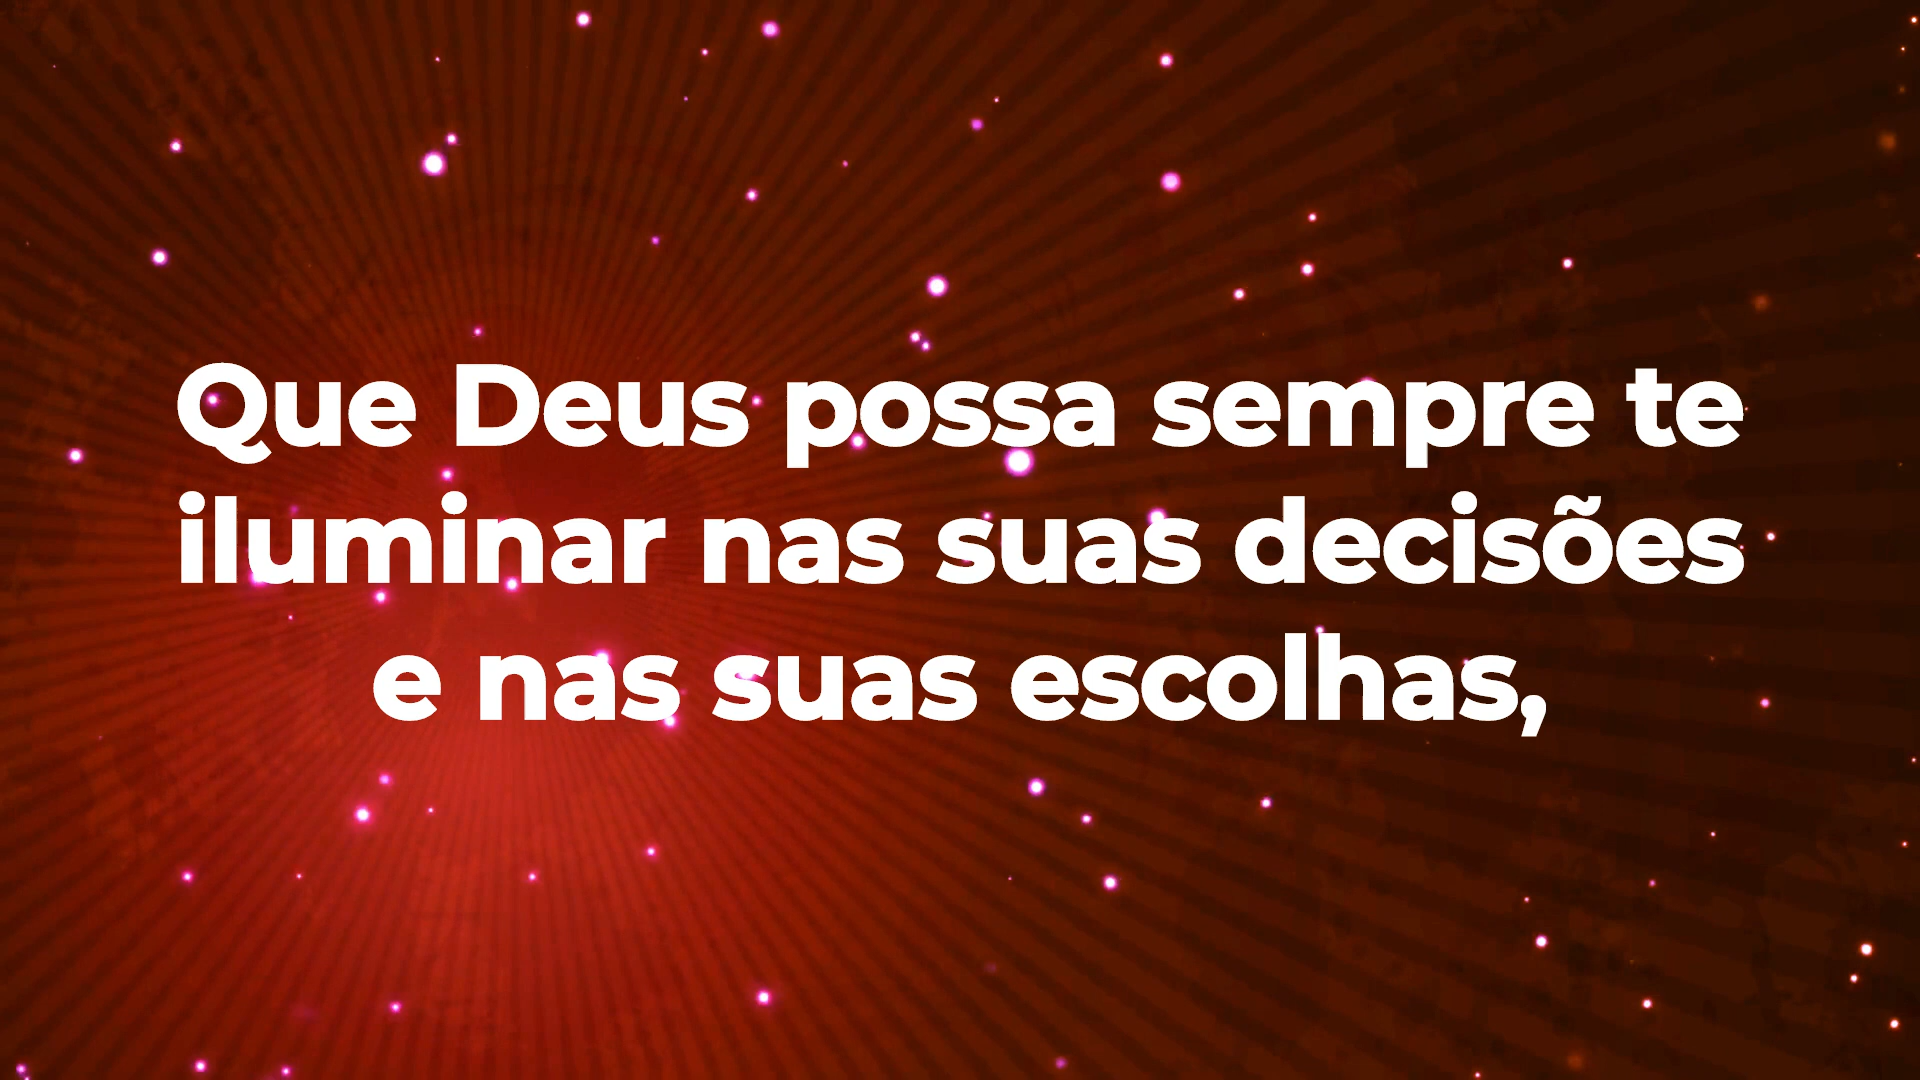 Que Deus possa sempre te
iluminar nas suas decisões
e nas suas escolhas,